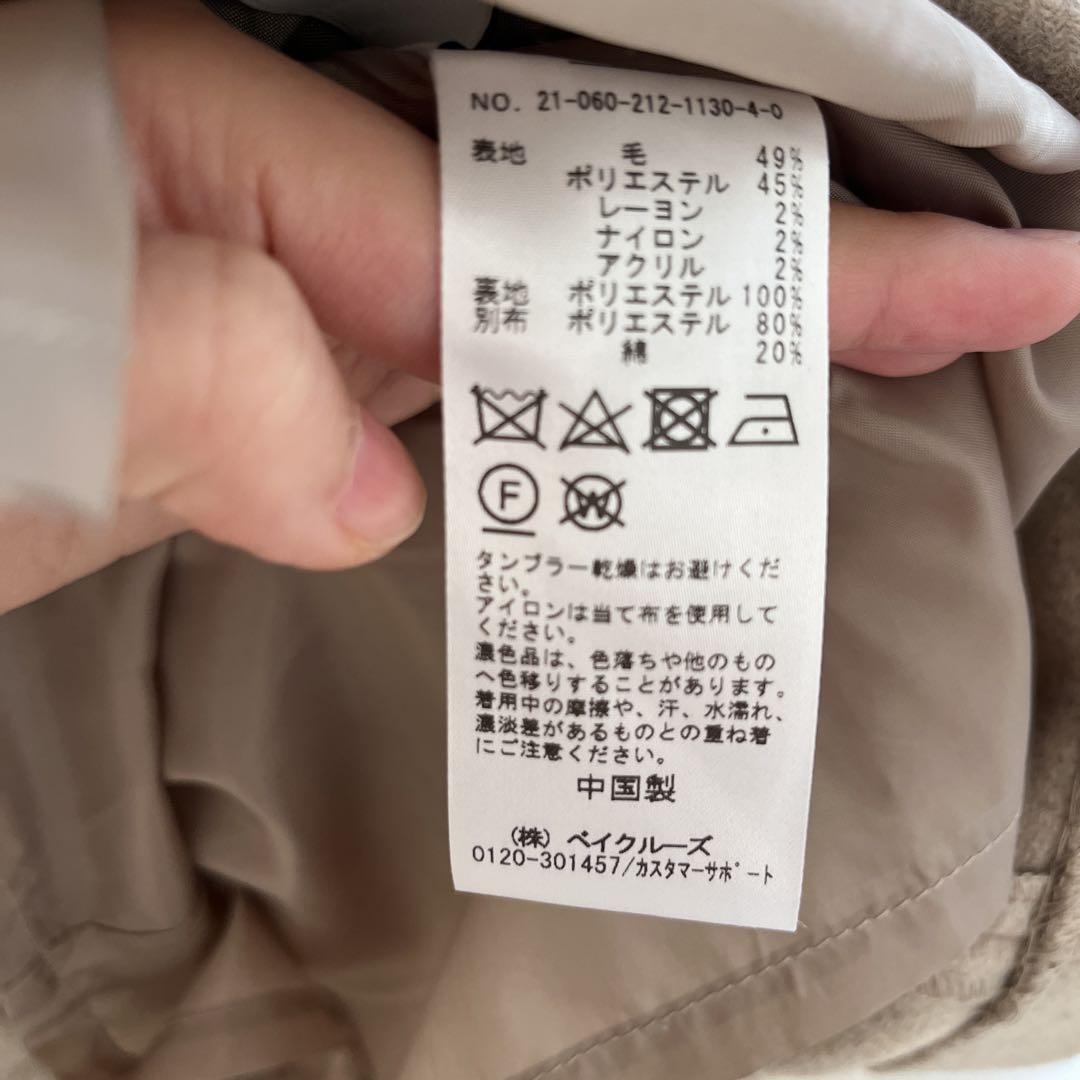 NO. 21-060-212-1130-4-0
表地 毛 49%
ポリエステル 45%
レーヨン 2%
ナイロン 2%
アクリル 2%
裏地 ポリエステル 100%
別布 ポリエステル 80%
綿 20%
F W
タンブラー乾燥はお避けくだ
さい。
アイロンは当て布を使用して
ください。
濃色品は、色落ちや他のもの
へ色移りすることがあります。
着用中の摩擦や、汗、水濡れ、
濃淡差があるものとの重ね着
にご注意ください。
中国製
(株) ベイクルーズ
0120-301457/カスタマーサポート